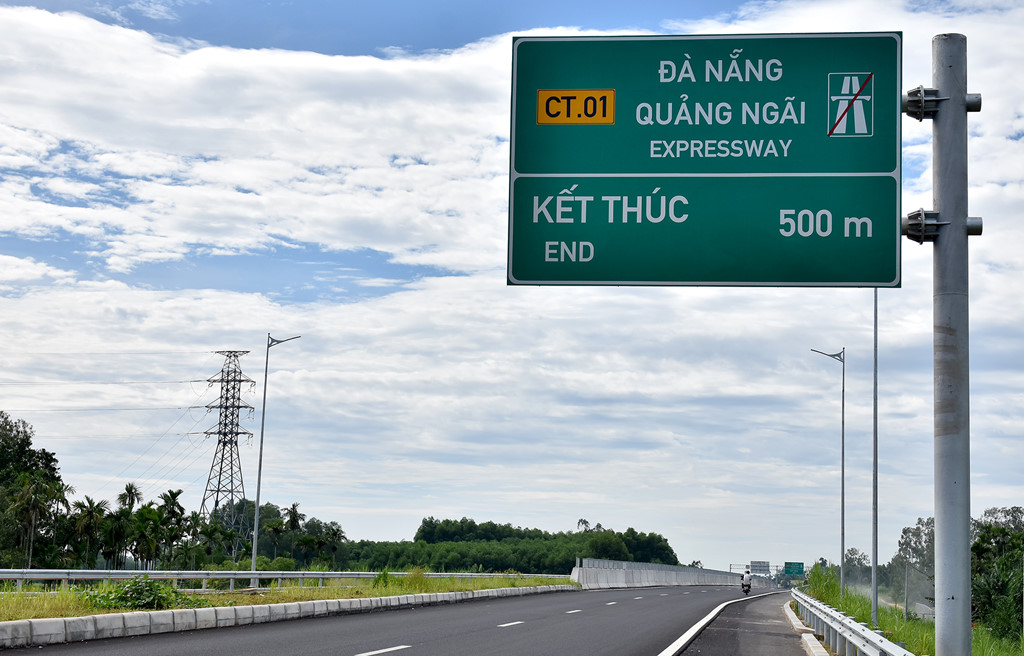 ĐÀ NẴNG
CT.01 QUẢNG NGÃI
EXPRESSWAY
KẾT THÚC 500 m
END